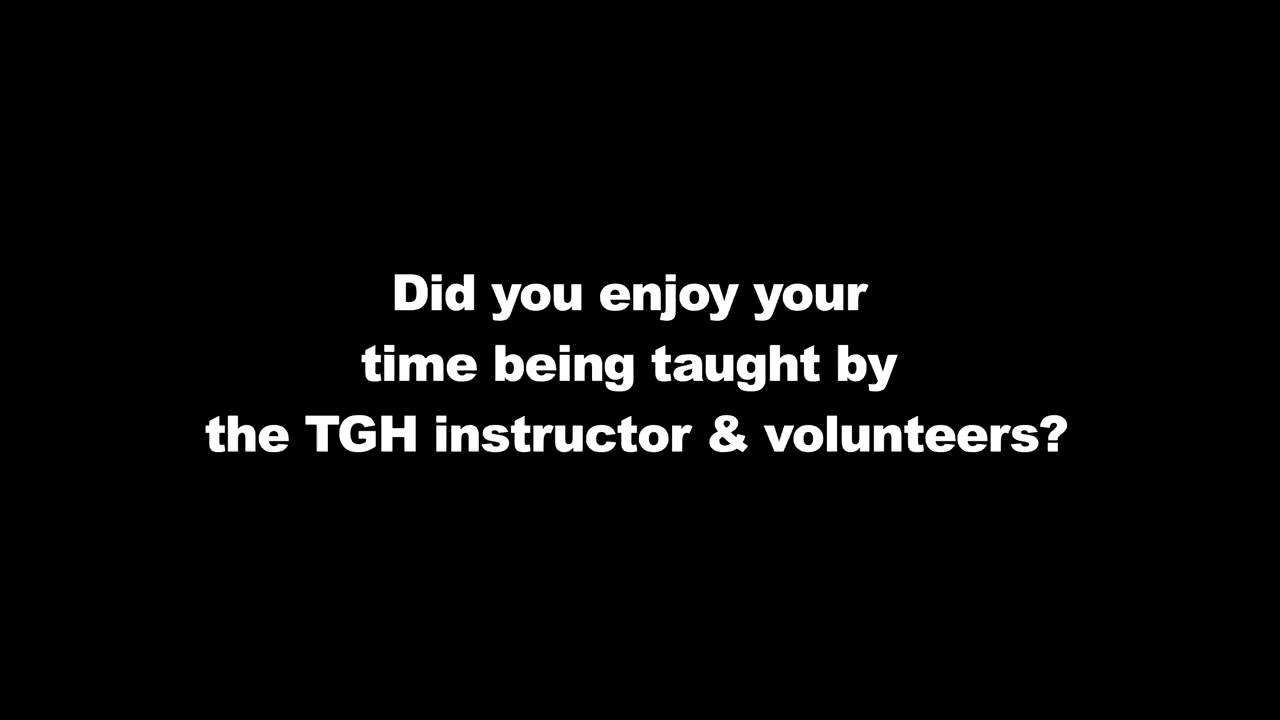 Did you enjoy your
time being taught by
the TGH instructor & volunteers?